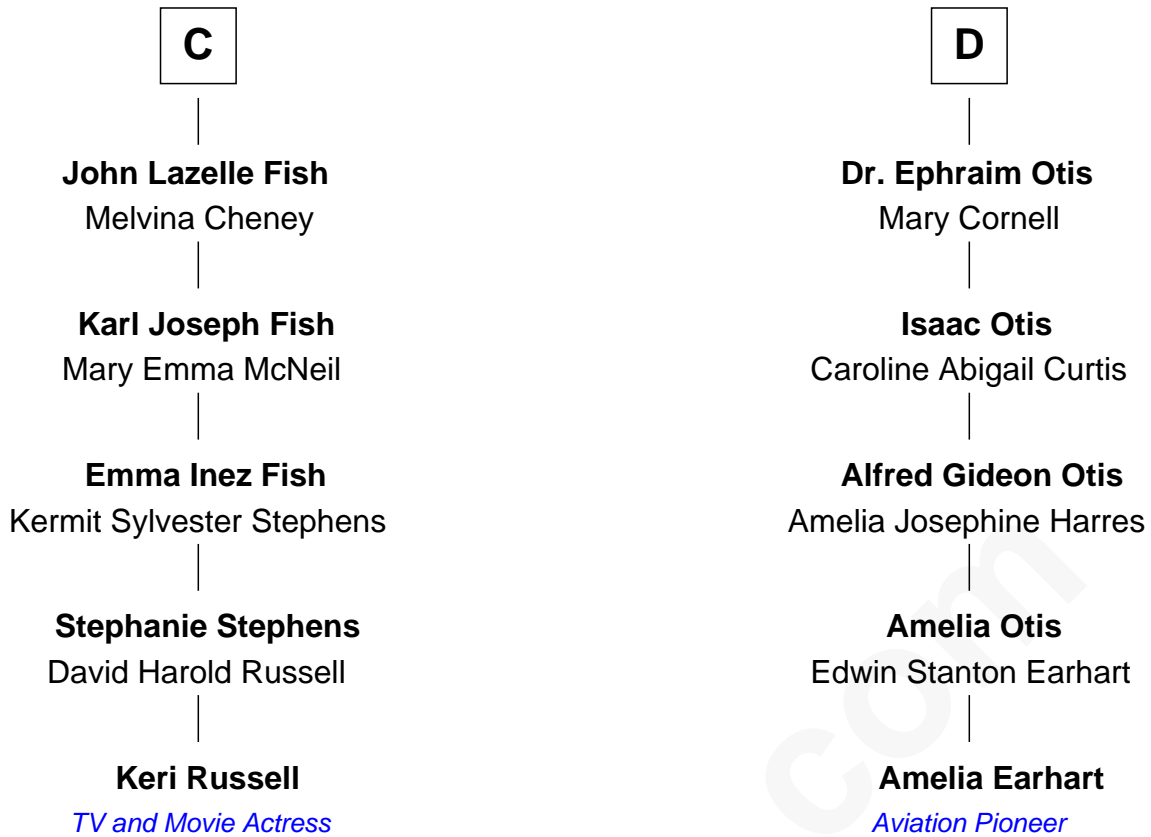 C
John Lazelle Fish
Melvina Cheney
Karl Joseph Fish
Mary Emma McNeil
Emma Inez Fish
Kermit Sylvester Stephens
Stephanie Stephens
David Harold Russell
Keri Russell
TV and Movie Actress
D
Dr. Ephraim Otis
Mary Cornell
Isaac Otis
Caroline Abigail Curtis
Alfred Gideon Otis
Amelia Josephine Harres
Amelia Otis
Edwin Stanton Earhart
Amelia Earhart
Aviation Pioneer
com